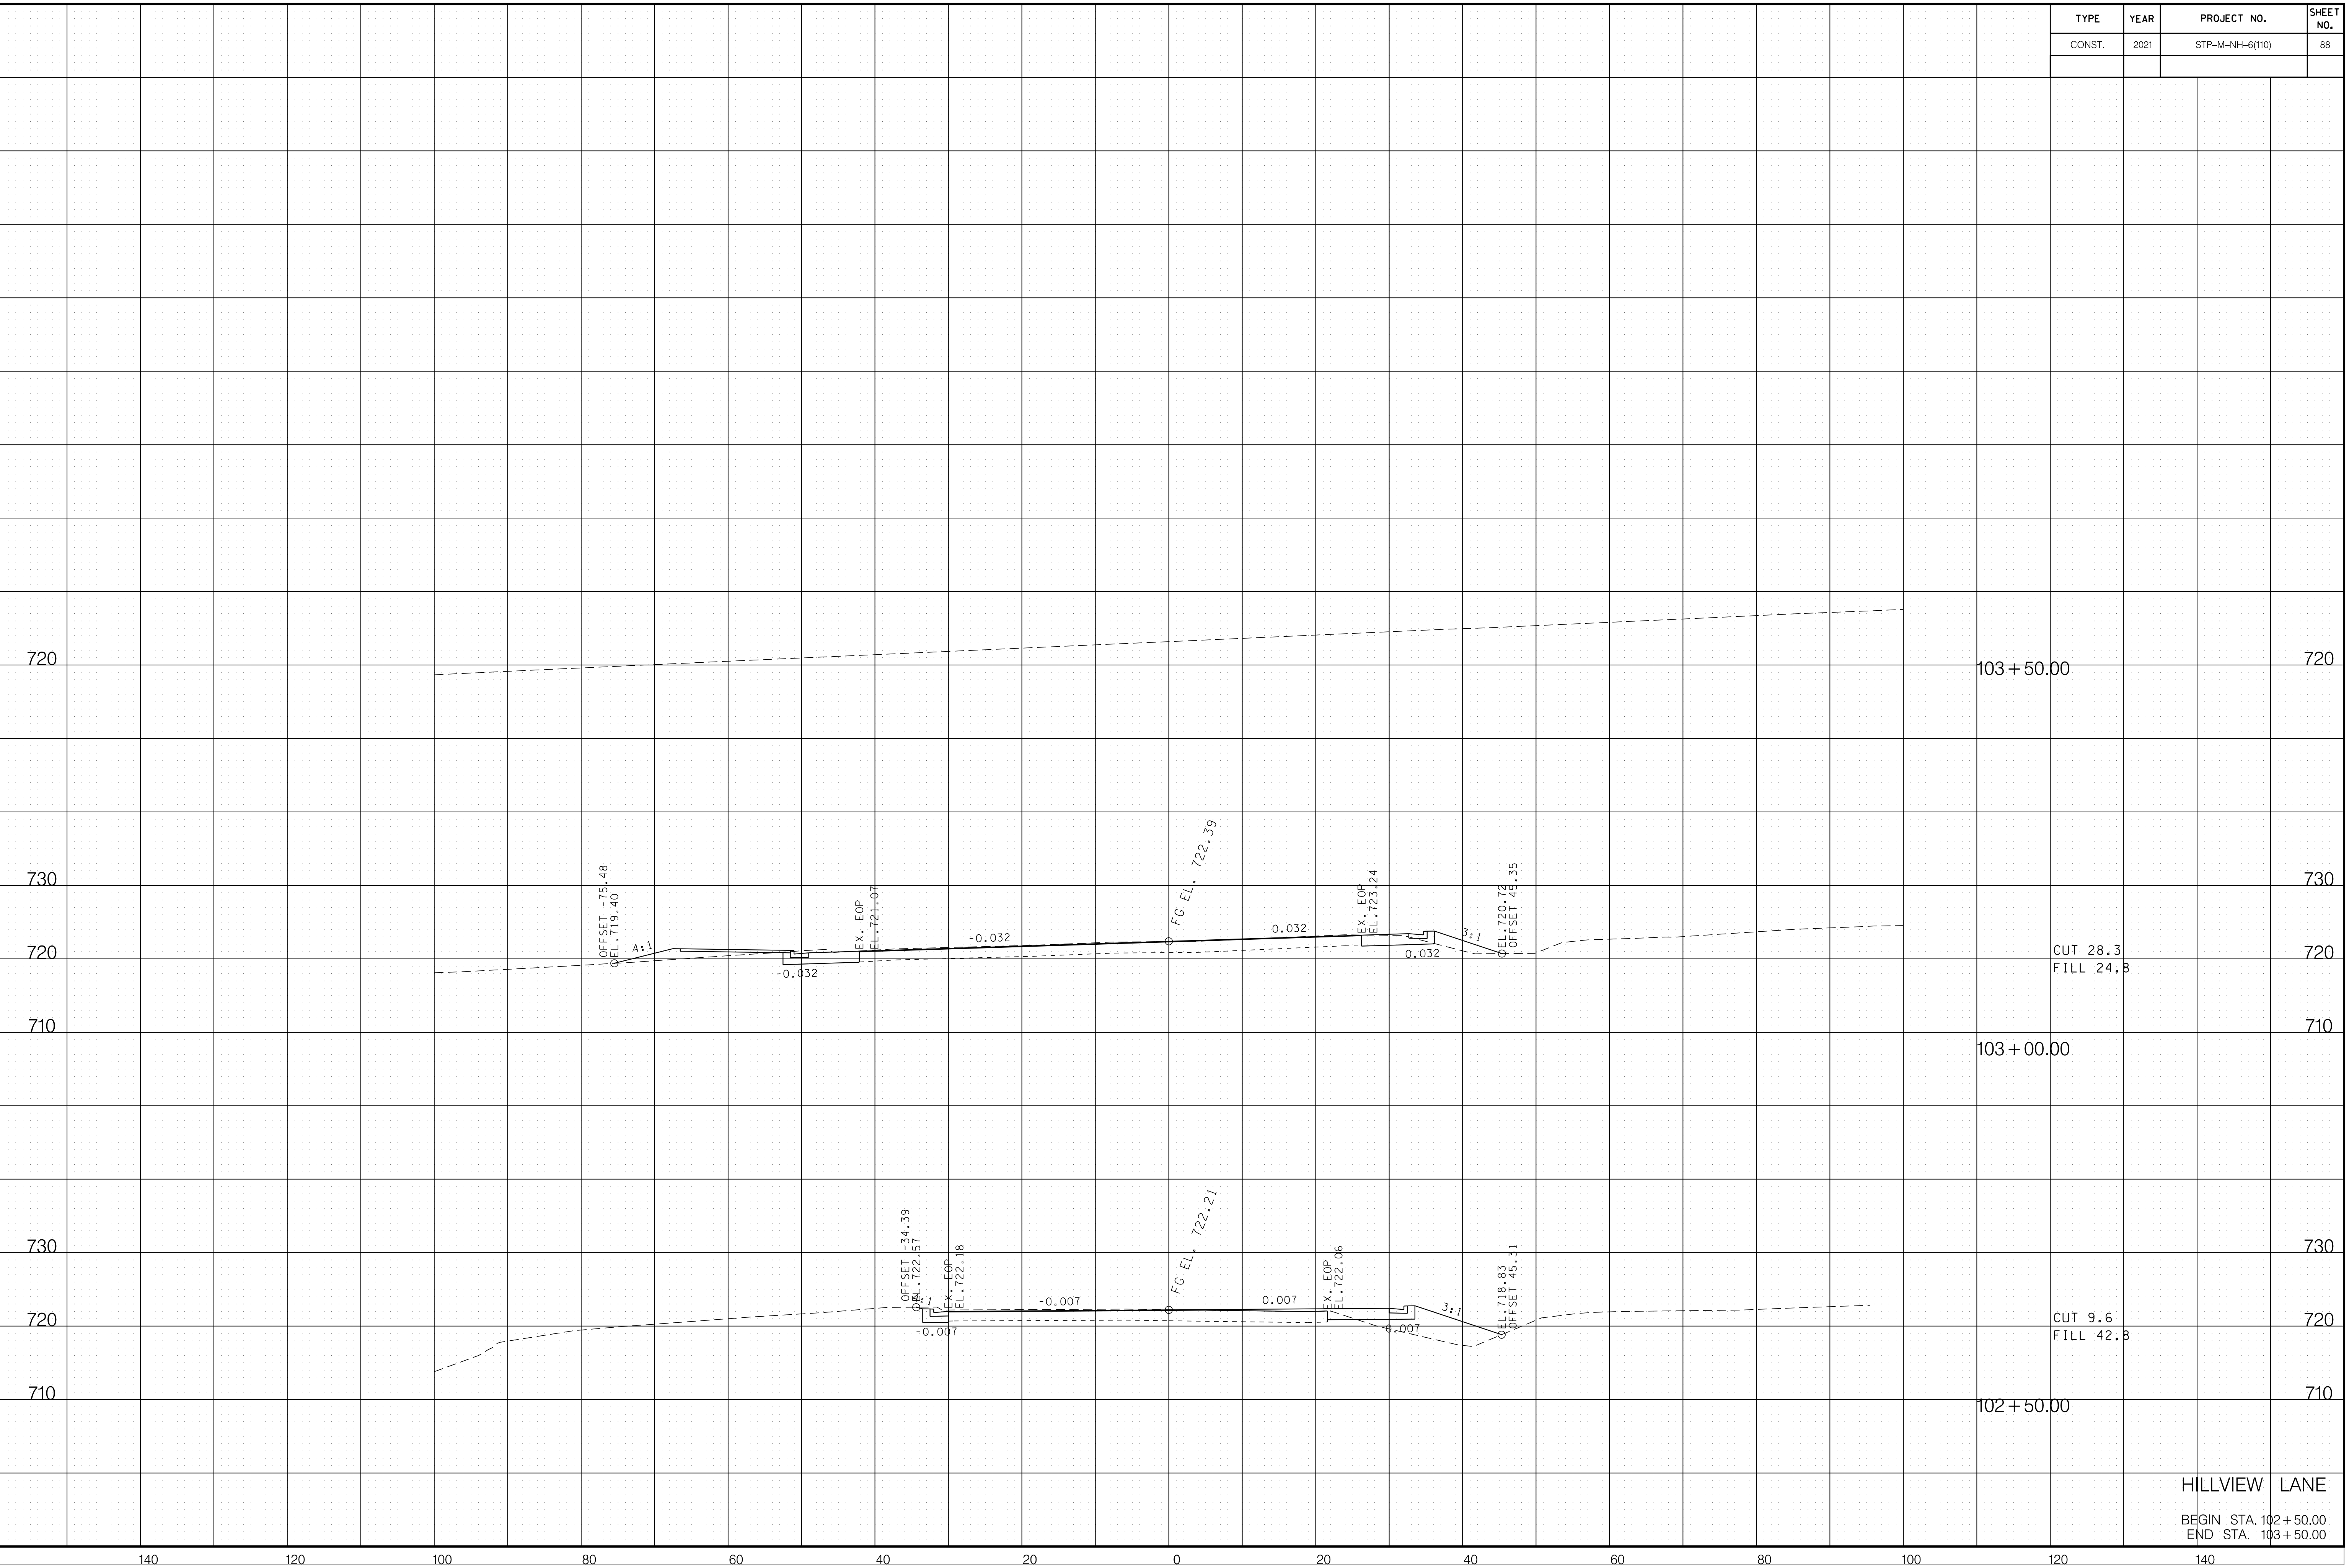 TYPE YEAR PROJECT NO. SHEET NO.
CONST. 2021 STP-M-NH-6(110) 88
720 103+50.00 720
FG EL. 722.39
OFFSET -75.48
EL.719.40
EX. EOP
EL.721.07
EX. EOP
EL.723.24
EL.720.72
OFFSET 45.35
730 730
4:1 -0.032 0.032 3:1
-0.032 0.032
720 720
CUT 28.3
FILL 24.8
710 710
103+00.00
FG EL. 722.21
OFFSET -34.39
EL.722.57
EX. EOP
EL.722.18
EX. EOP
EL.722.06
EL.718.83
OFFSET 45.31
730 730
:1 -0.007 0.007 3:1
-0.007 0.007
720 720
CUT 9.6
FILL 42.8
710 710
102+50.00
HILLVIEW LANE
BEGIN STA. 102+50.00
END STA. 103+50.00
140 120 100 80 60 40 20 0 20 40 60 80 100 120 140